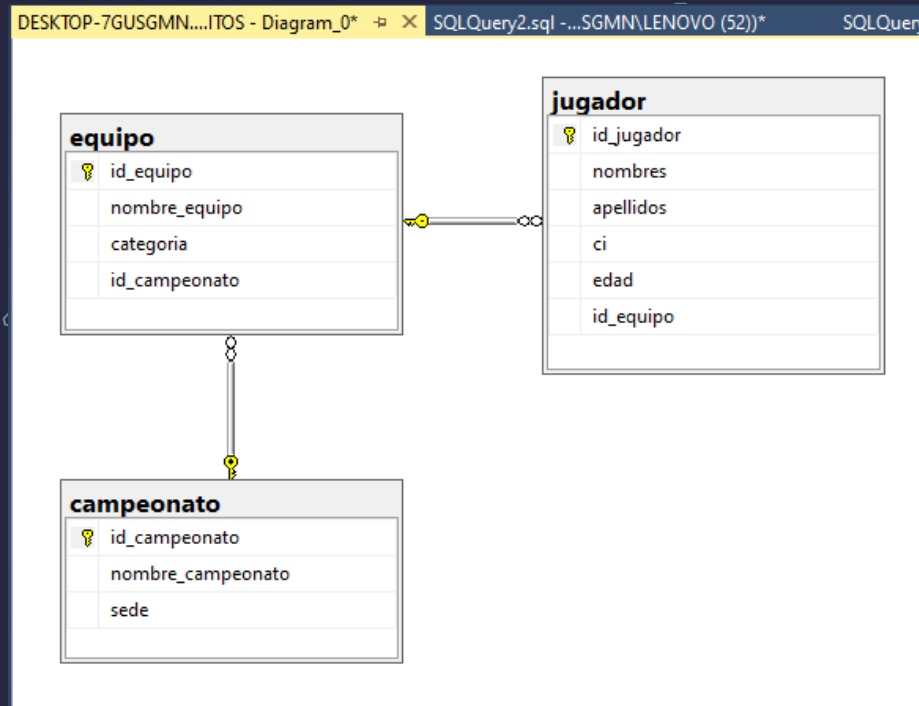 DESKTOP-7GUSGMN....ITOS - Diagram_0*
SQLQuery2.sql -...SGMN\LENOVO (52))*
SQLQuery
equipo
id_equipo
nombre_equipo
categoria
id_campeonato
jugador
id_jugador
nombres
apellidos
ci
edad
id_equipo
campeonato
id_campeonato
nombre_campeonato
sede